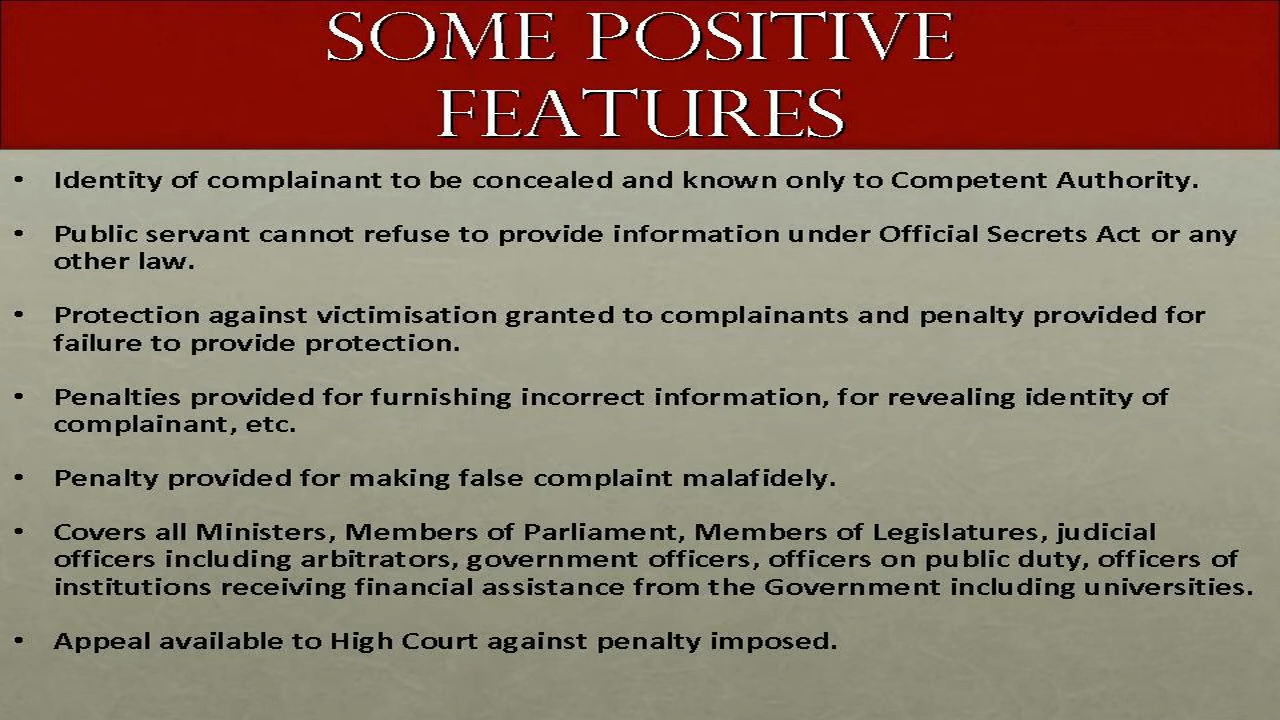 SOME POSITIVE
FEATURES
• Identity of complainant to be concealed and known only to Competent Authority.
• Public servant cannot refuse to provide information under Official Secrets Act or any
other law.
• Protection against victimisation granted to complainants and penalty provided for
failure to provide protection.
• Penalties provided for furnishing incorrect information, for revealing identity of
complainant, etc.
• Penalty provided for making false complaint malafidely.
• Covers all Ministers, Members of Parliament, Members of Legislatures, judicial
officers including arbitrators, government officers, officers on public duty, officers of
institutions receiving financial assistance from the Government including universities.
• Appeal available to High Court against penalty imposed.